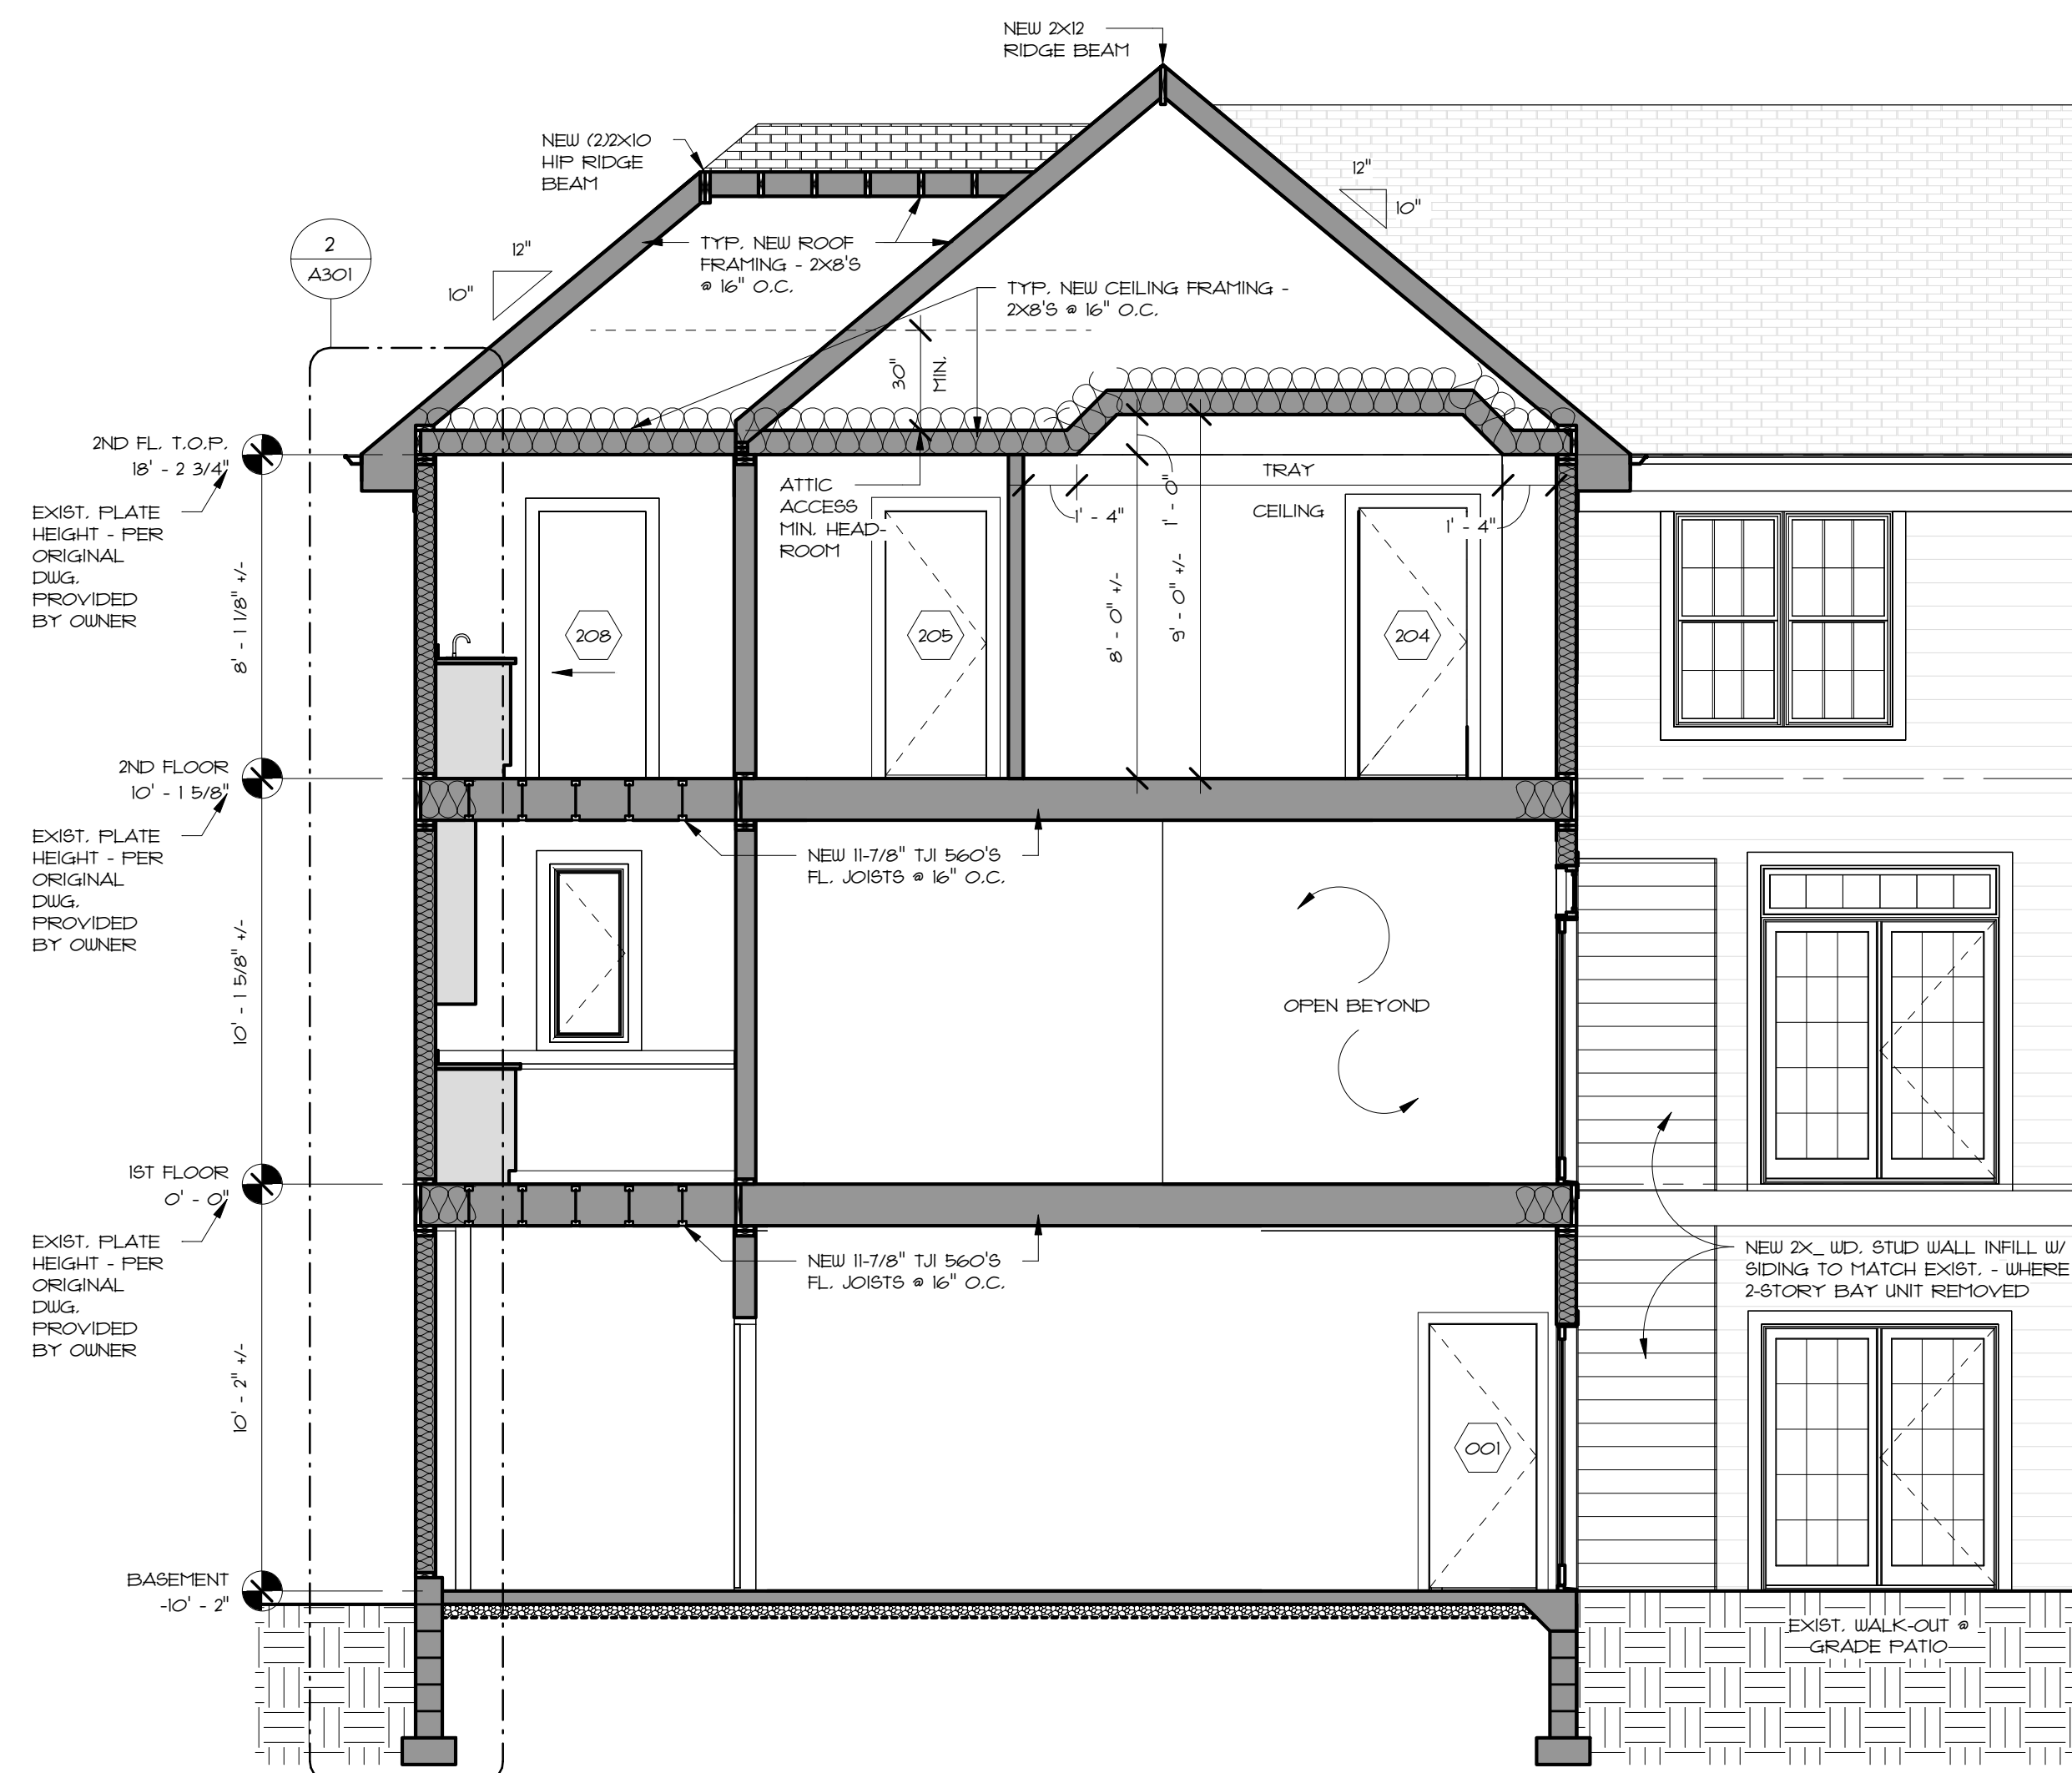 NEW 2X12
RIDGE BEAM
NEW (2)2X10
HIP RIDGE
BEAM
12"
10"
2
A301
12"
10"
TYP. NEW ROOF
FRAMING - 2X8'S
@ 16" O.C.
TYP. NEW CEILING FRAMING -
2X8'S @ 16" O.C.
30"
MIN.
2ND FL. T.O.P.
18' - 2 3/4"
EXIST. PLATE
HEIGHT - PER
ORIGINAL
DWG.
PROVIDED
BY OWNER
8' - 1 1/8" +/-
ATTIC
ACCESS
MIN. HEAD-
ROOM
TRAY
CEILING
1' - 4"
1' - 0"
1' - 4"
8' - 0" +/-
9' - 0" +/-
208
205
204
2ND FLOOR
10' - 1 5/8"
EXIST. PLATE
HEIGHT - PER
ORIGINAL
DWG.
PROVIDED
BY OWNER
10' - 1 5/8" +/-
NEW 11-7/8" TJI 560'S
FL. JOISTS @ 16" O.C.
OPEN BEYOND
1ST FLOOR
0' - 0"
EXIST. PLATE
HEIGHT - PER
ORIGINAL
DWG.
PROVIDED
BY OWNER
10' - 2" +/-
NEW 11-7/8" TJI 560'S
FL. JOISTS @ 16" O.C.
NEW 2X_ WD. STUD WALL INFILL W/
SIDING TO MATCH EXIST. - WHERE
2-STORY BAY UNIT REMOVED
001
BASEMENT
-10' - 2"
EXIST. WALK-OUT @
GRADE PATIO